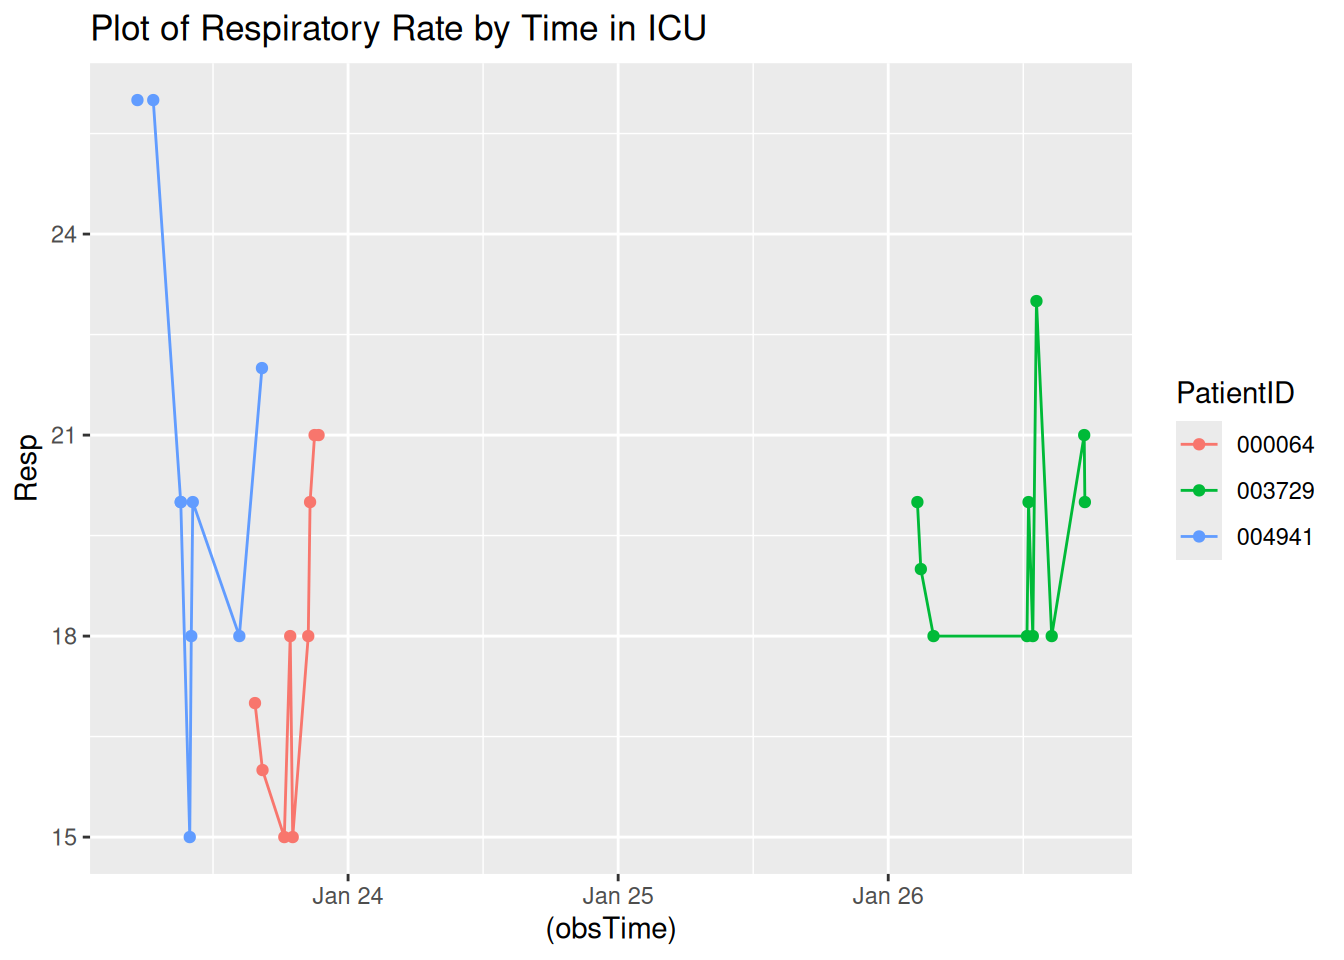 Plot of Respiratory Rate by Time in ICU
24
21
18
15
Resp
Jan 24
Jan 25
Jan 26
(obsTime)
PatientID
000064
003729
004941